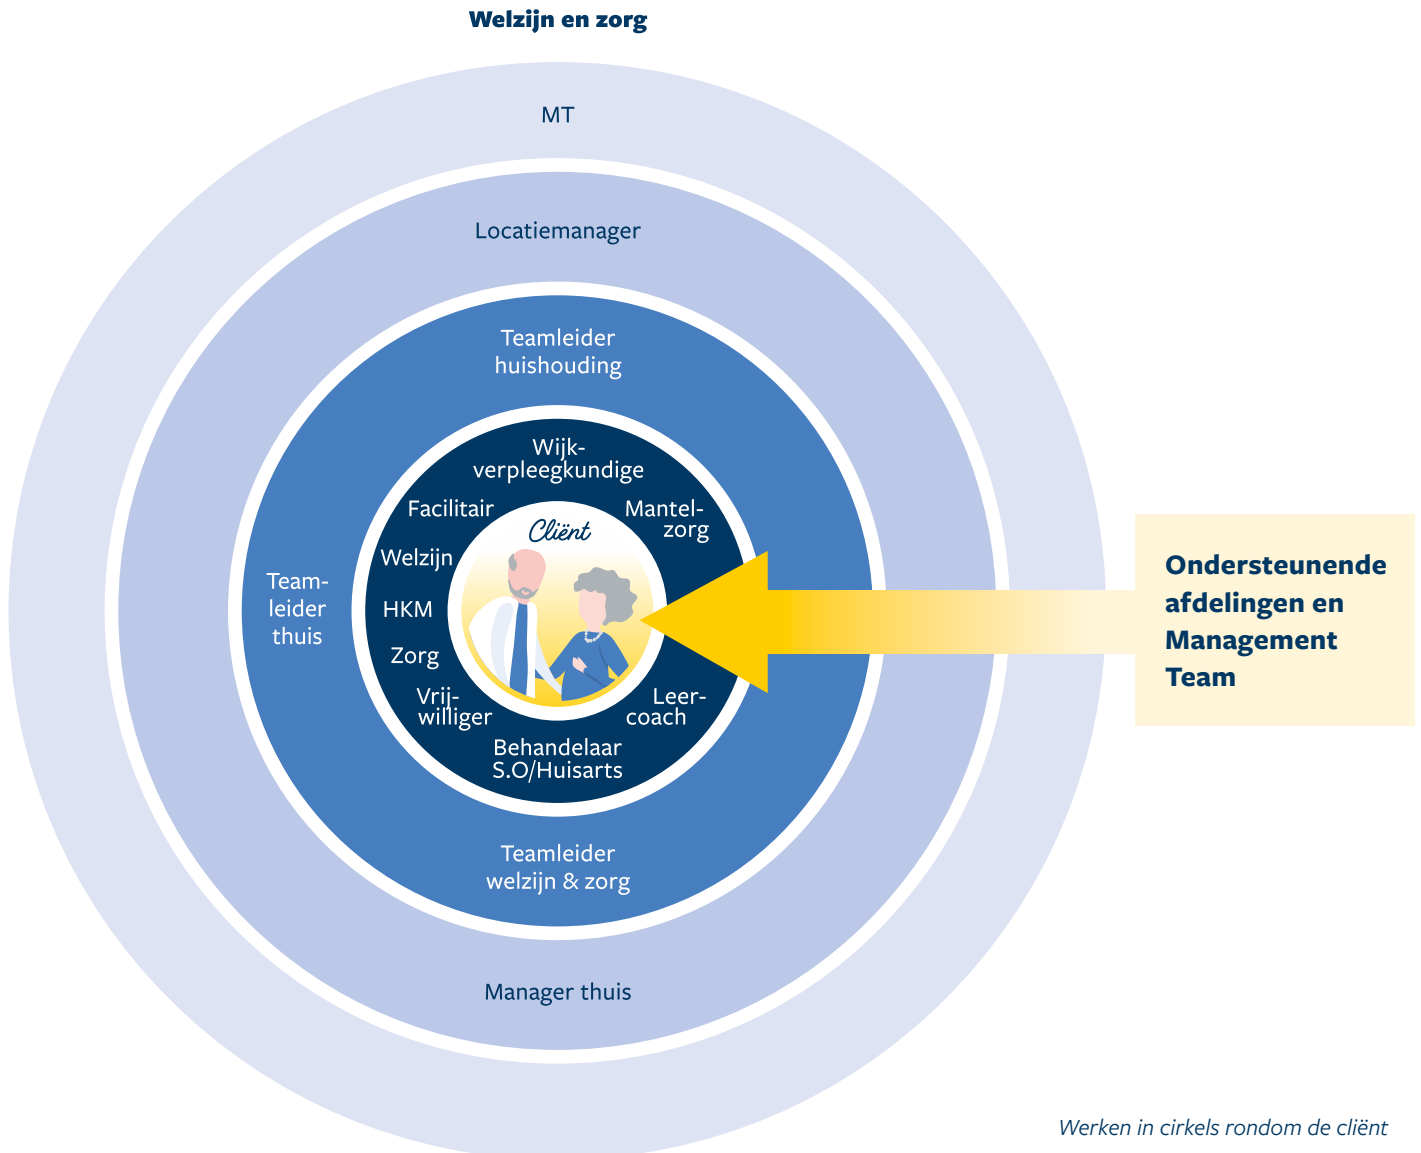 Welzijn en zorg
MT
Locatiemanager
Teamleider
huishouding
Wijk-
verpleegkundige
Facilitair
Mantel-
zorg
Cliënt
Welzijn
HKM
Zorg
Vrij-
williger
Leer-
coach
Behandelaar
S.O/Huisarts
Team-
leider
thuis
Teamleider
welzijn & zorg
Manager thuis
Ondersteunende
afdelingen en
Management
Team
Werken in cirkels rondom de cliënt